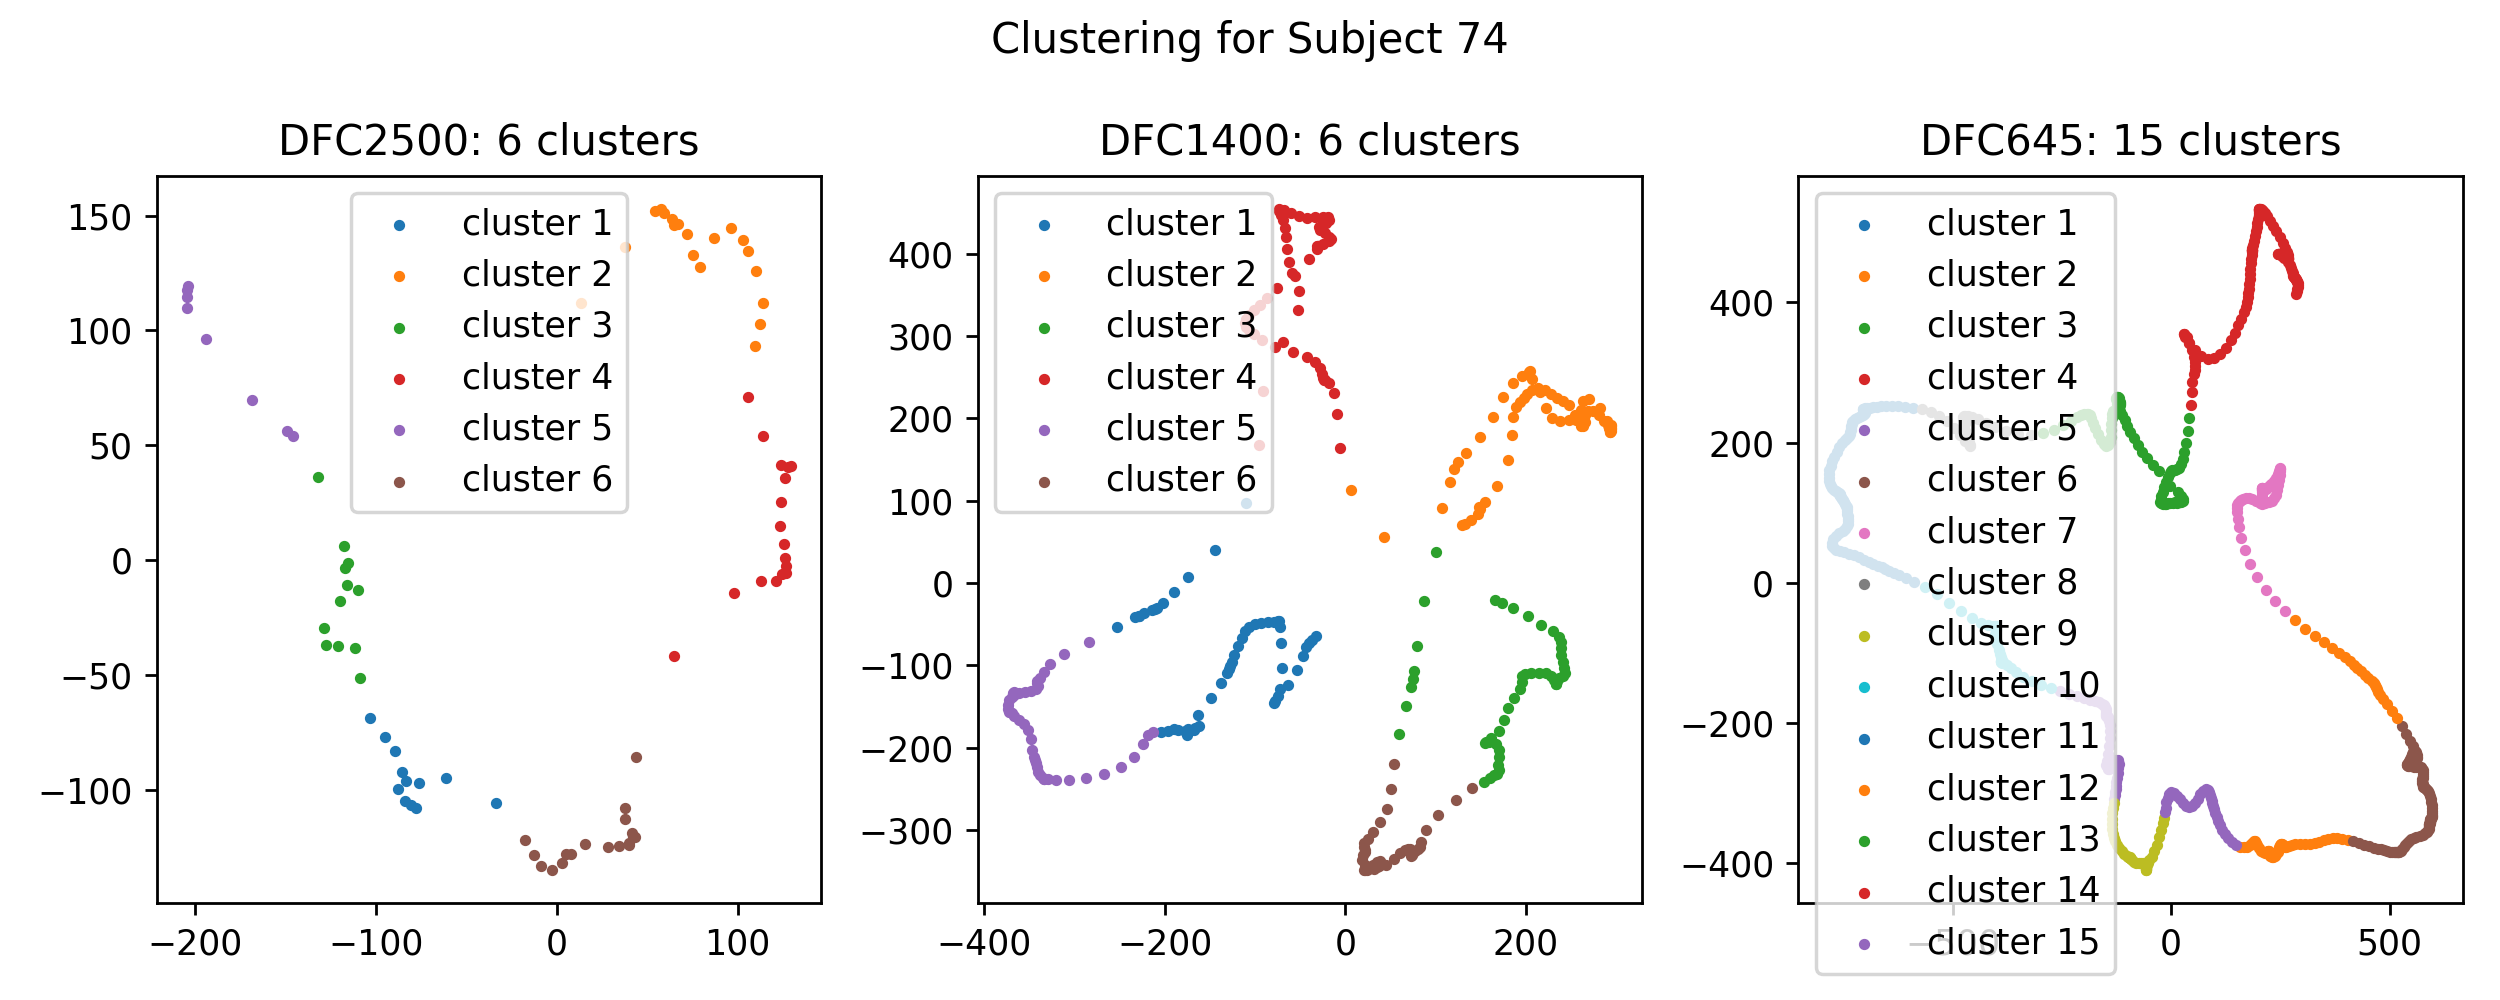 Clustering for Subject 74
DFC2500: 6 clusters
150
100
50
0
−50
−100
−200
−100
0
100
cluster 1
cluster 2
cluster 3
cluster 4
cluster 5
cluster 6
DFC1400: 6 clusters
400
300
200
100
0
−100
−200
−300
−400
−200
0
200
cluster 1
cluster 2
cluster 3
cluster 4
cluster 5
cluster 6
DFC645: 15 clusters
400
200
0
−200
−400
0
500
cluster 1
cluster 2
cluster 3
cluster 4
cluster 5
cluster 6
cluster 7
cluster 8
cluster 9
cluster 10
cluster 11
cluster 12
cluster 13
cluster 14
cluster 15